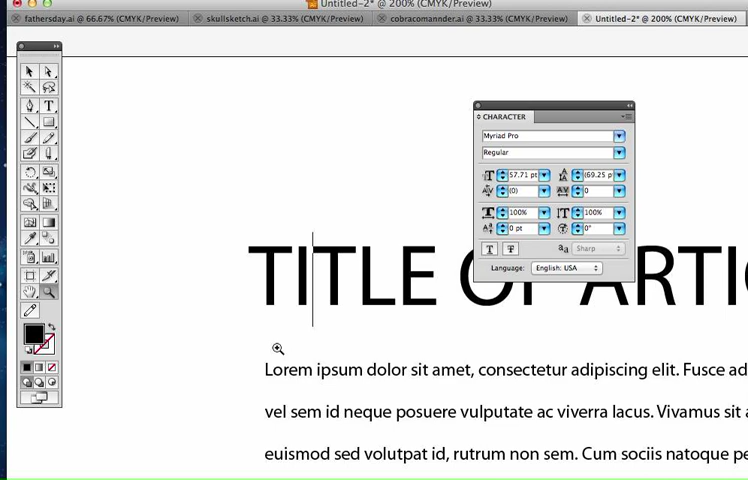 Untitled-2* @ 200% (CMYK/Preview)
fathersday.ai @ 66.67% (CMYK/Preview)
skullsketch.ai @ 33.33% (CMYK/Preview)
cobracomannder.ai @ 33.33% (CMYK/Preview)
Untitled-2* @ 200% (CMYK/Preview)
CHARACTER
Myriad Pro
Regular
57.71 pt
(69.25 p
(0)
0
100%
100%
0 pt
0°
Sharp
Language: English: USA
TITLE OF ARTIC
Lorem ipsum dolor sit amet, consectetur adipiscing elit. Fusce ad
vel sem id neque posuere vulputate ac viverra lacus. Vivamus sit a
euismod sed volutpat id, rutrum non sem. Cum sociis natoque pe